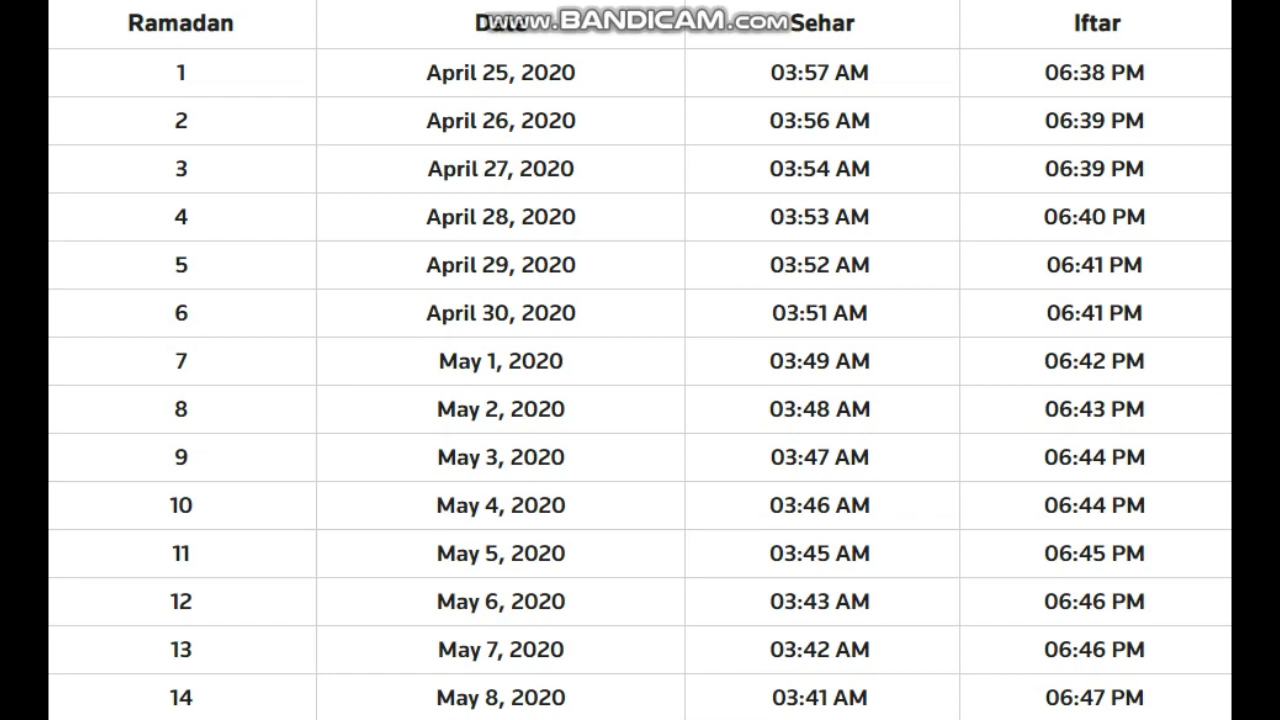 Ramadan Date Sehar Iftar
www.BANDICAM.com
1 April 25, 2020 03:57 AM 06:38 PM
2 April 26, 2020 03:56 AM 06:39 PM
3 April 27, 2020 03:54 AM 06:39 PM
4 April 28, 2020 03:53 AM 06:40 PM
5 April 29, 2020 03:52 AM 06:41 PM
6 April 30, 2020 03:51 AM 06:41 PM
7 May 1, 2020 03:49 AM 06:42 PM
8 May 2, 2020 03:48 AM 06:43 PM
9 May 3, 2020 03:47 AM 06:44 PM
10 May 4, 2020 03:46 AM 06:44 PM
11 May 5, 2020 03:45 AM 06:45 PM
12 May 6, 2020 03:43 AM 06:46 PM
13 May 7, 2020 03:42 AM 06:46 PM
14 May 8, 2020 03:41 AM 06:47 PM